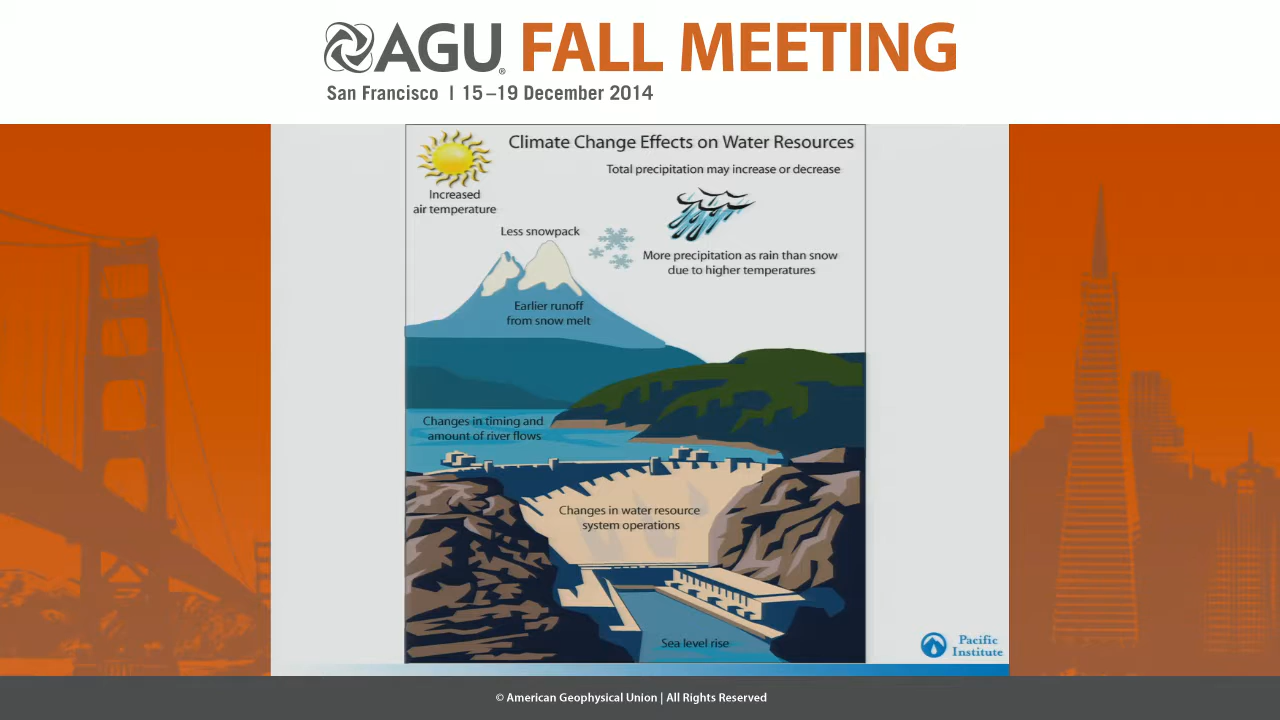 AGU® FALL MEETING
San Francisco | 15–19 December 2014
Climate Change Effects on Water Resources
Total precipitation may increase or decrease
Increased
air temperature
Less snowpack
More precipitation as rain than snow
due to higher temperatures
Earlier runoff
from snow melt
Changes in timing and
amount of river flows
Changes in water resource
system operations
Sea level rise
Pacific
Institute
© American Geophysical Union | All Rights Reserved